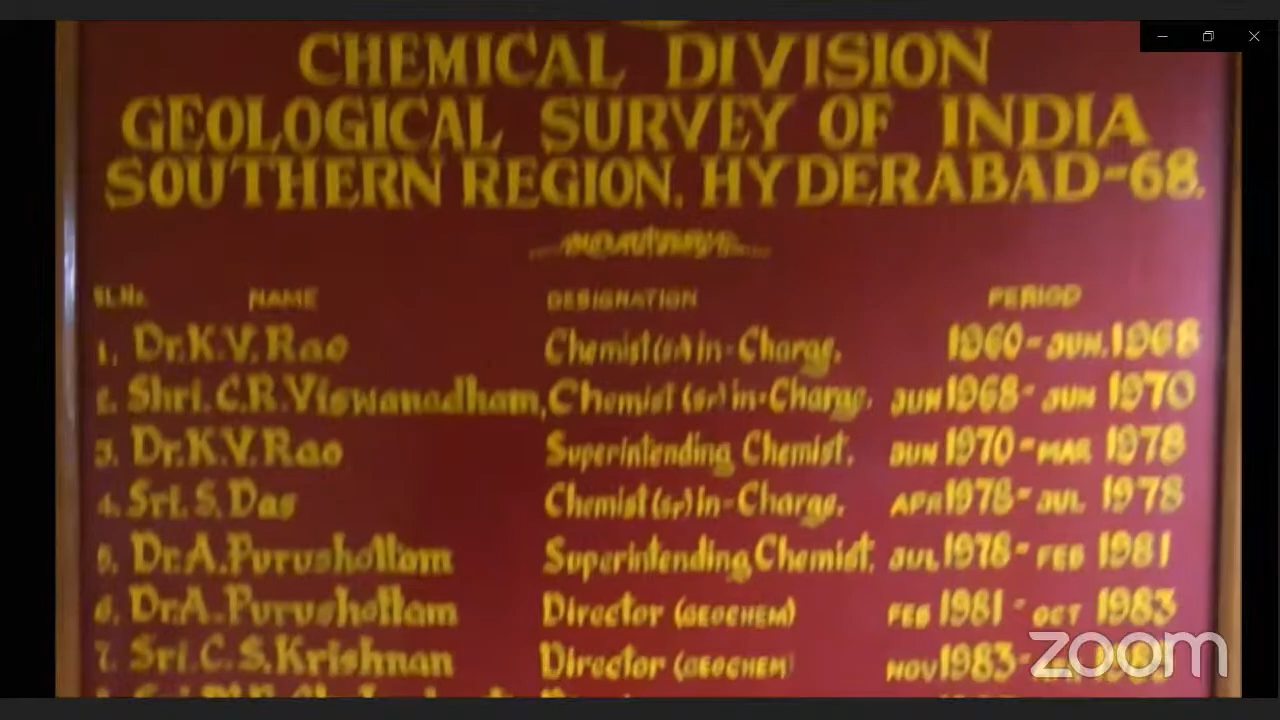 CHEMICAL DIVISION
GEOLOGICAL SURVEY OF INDIA
SOUTHERN REGION, HYDERABAD-68.
SL.No. NAME DESIGNATION PERIOD
1. Dr.K.V.Rao Chemist(sr)in-Charge. 1960-JUN.1968
2. Shri.C.R.Viswanadham, Chemist(sr)in-Charge. JUN 1968-JUN 1970
3. Dr.K.V.Rao Superintending Chemist. JUN 1970-MAR 1978
4. Sri.S.Das Chemist(sr)in-Charge. APR 1978-JUL 1978
5. Dr.A.Purushottam Superintending Chemist. JUL 1978-FEB 1981
6. Dr.A.Purushottam Director (GEOCHEM) FEB 1981-OCT 1983
7. Sri.C.S.Krishnan Director (GEOCHEM) NOV 1983-
zoom